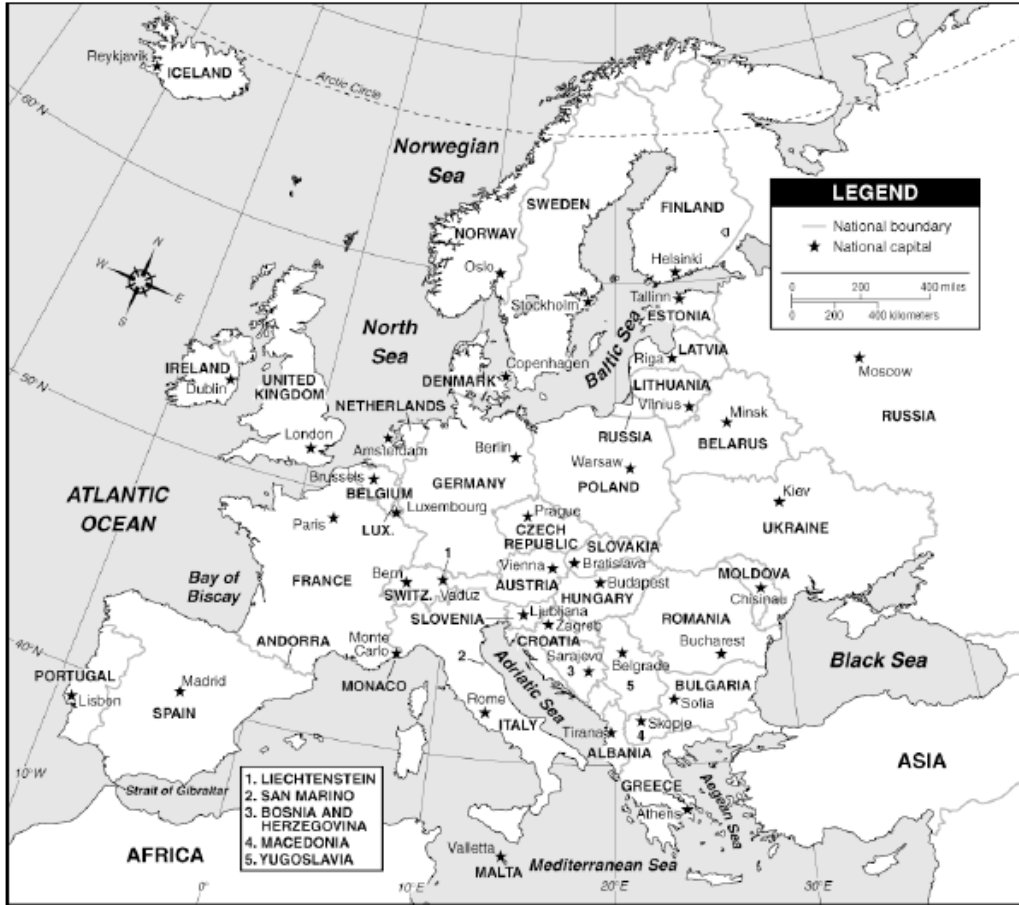 Reykjavik
ICELAND
Arctic Circle
60°N
Norwegian
Sea
LEGEND
National boundary
National capital
0 200 400 miles
0 200 400 kilometers
SWEDEN
FINLAND
NORWAY
Helsinki
Oslo
N
W
E
S
Stockholm
Tallinn
ESTONIA
North
Sea
Baltic Sea
50°N
IRELAND
Dublin
UNITED
KINGDOM
Copenhagen
DENMARK
Riga
LATVIA
Moscow
LITHUANIA
Vilnius
NETHERLANDS
Minsk
RUSSIA
London
Amsterdam
Berlin
RUSSIA
BELARUS
Warsaw
Brussels
BELGIUM
GERMANY
POLAND
ATLANTIC
OCEAN
Kiev
Luxembourg
Paris
LUX.
Prague
CZECH
REPUBLIC
UKRAINE
SLOVAKIA
1
Vienna
Bratislava
Bay of
Biscay
FRANCE
Bern
SWITZ.
Vaduz
AUSTRIA
Budapest
HUNGARY
MOLDOVA
Chisinau
SLOVENIA
Ljubljana
Zagreb
ROMANIA
40°N
ANDORRA
Monte
Carlo
CROATIA
Bucharest
Sarajevo
Belgrade
2
3
Black Sea
PORTUGAL
Lisbon
Madrid
SPAIN
MONACO
Adriatic Sea
5
BULGARIA
Sofia
Rome
ITALY
Skopje
4
Tirana
ALBANIA
10°W
Strait of Gibraltar
ASIA
1. LIECHTENSTEIN
2. SAN MARINO
3. BOSNIA AND
HERZEGOVINA
4. MACEDONIA
5. YUGOSLAVIA
GREECE
Athens
Aegean Sea
AFRICA
Valletta
MALTA
Mediterranean Sea
0°
10°E
20°E
30°E